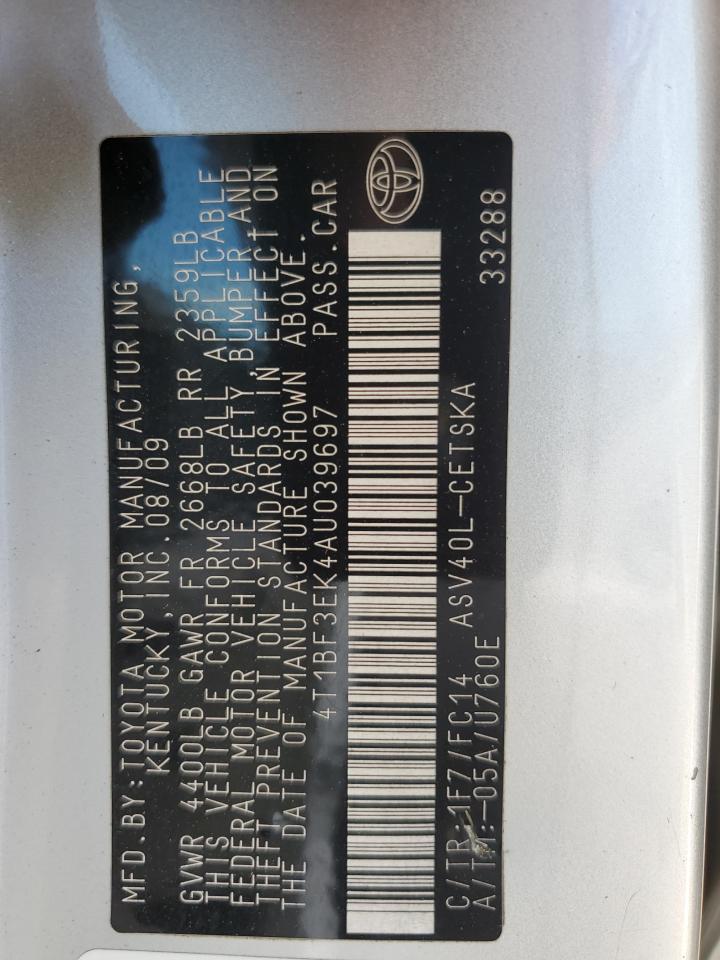 MFD.BY:TOYOTA MOTOR MANUFACTURING,
KENTUCKY,INC.08/09
GVWR 4400LB GAWR FR 2668LB RR 2359LB
THIS VEHICLE CONFORMS TO ALL APPLICABLE
FEDERAL MOTOR VEHICLE SAFETY,BUMPER,AND
THEFT PREVENTION STANDARDS IN EFFECT ON
THE DATE OF MANUFACTURE SHOWN ABOVE.
4T1BF3EK4AU039697 PASS.CAR
C/TR:1F7/FC14 ASV40L-CETSKA
A/TM:-05A/U760E 33288